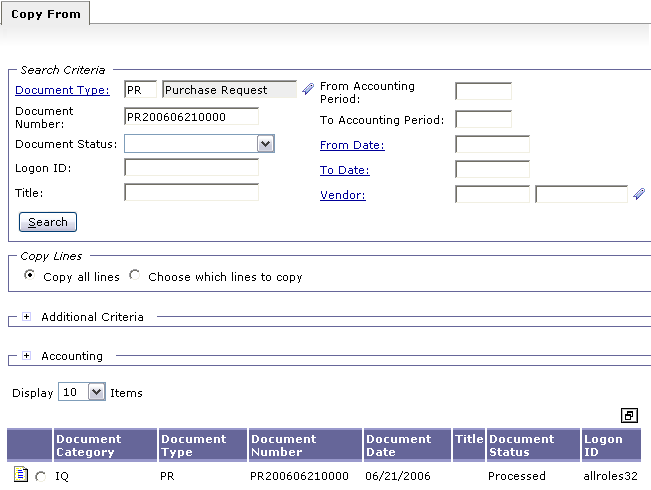 Copy From
Search Criteria
Document Type: PR Purchase Request
From Accounting Period:
Document Number: PR200606210000
To Accounting Period:
Document Status:
From Date:
Logon ID:
To Date:
Title:
Vendor:
Search
Copy Lines
Copy all lines Choose which lines to copy
Additional Criteria
Accounting
Display 10 Items
Document Category Document Type Document Number Document Date Title Document Status Logon ID
IQ PR PR200606210000 06/21/2006 Processed allroles32